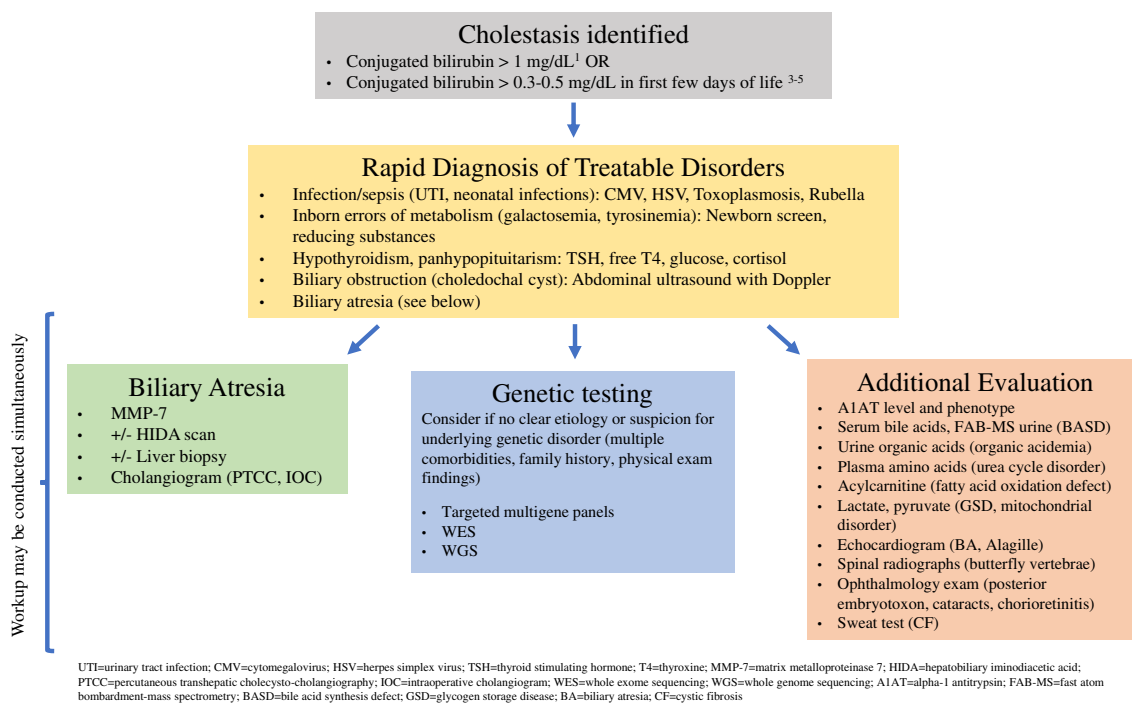 Cholestasis identified
• Conjugated bilirubin > 1 mg/dL¹ OR
• Conjugated bilirubin > 0.3-0.5 mg/dL in first few days of life ³⁻⁵
Rapid Diagnosis of Treatable Disorders
• Infection/sepsis (UTI, neonatal infections): CMV, HSV, Toxoplasmosis, Rubella
• Inborn errors of metabolism (galactosemia, tyrosinemia): Newborn screen,
reducing substances
• Hypothyroidism, panhypopituitarism: TSH, free T4, glucose, cortisol
• Biliary obstruction (choledochal cyst): Abdominal ultrasound with Doppler
• Biliary atresia (see below)
Workup may be conducted simultaneously
Biliary Atresia
• MMP-7
• +/- HIDA scan
• +/- Liver biopsy
• Cholangiogram (PTCC, IOC)
Genetic testing
Consider if no clear etiology or suspicion for
underlying genetic disorder (multiple
comorbidities, family history, physical exam
findings)
• Targeted multigene panels
• WES
• WGS
Additional Evaluation
• A1AT level and phenotype
• Serum bile acids, FAB-MS urine (BASD)
• Urine organic acids (organic acidemia)
• Plasma amino acids (urea cycle disorder)
• Acylcarnitine (fatty acid oxidation defect)
• Lactate, pyruvate (GSD, mitochondrial
disorder)
• Echocardiogram (BA, Alagille)
• Spinal radiographs (butterfly vertebrae)
• Ophthalmology exam (posterior
embryotoxon, cataracts, chorioretinitis)
• Sweat test (CF)
UTI=urinary tract infection; CMV=cytomegalovirus; HSV=herpes simplex virus; TSH=thyroid stimulating hormone; T4=thyroxine; MMP-7=matrix metalloproteinase 7; HIDA=hepatobiliary iminodiacetic acid;
PTCC=percutaneous transhepatic cholecysto-cholangiography; IOC=intraoperative cholangiogram; WES=whole exome sequencing; WGS=whole genome sequencing; A1AT=alpha-1 antitrypsin; FAB-MS=fast atom
bombardment-mass spectrometry; BASD=bile acid synthesis defect; GSD=glycogen storage disease; BA=biliary atresia; CF=cystic fibrosis